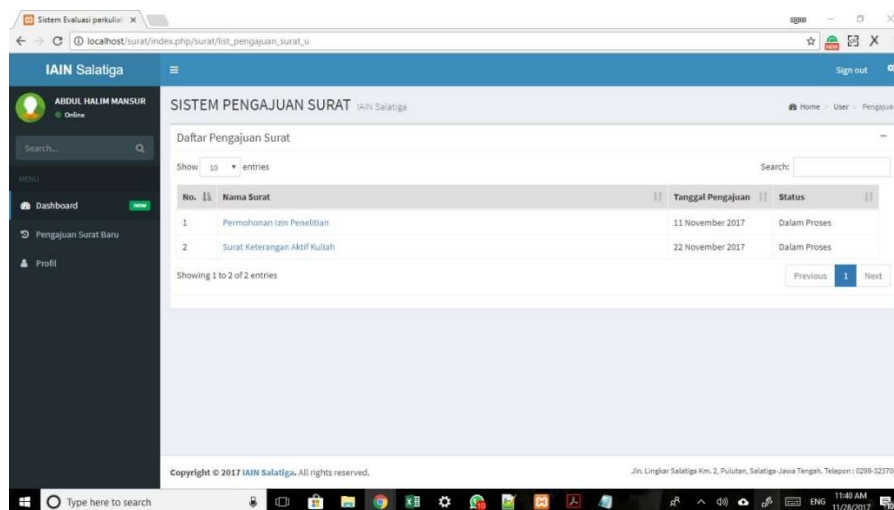 Sistem Evaluasi perkuliah
localhost/surat/index.php/surat/list_pengajuan_surat_u
IAIN Salatiga
Sign out
ABDUL HALIM MANSUR
Online
SISTEM PENGAJUAN SURAT IAIN Salatiga
Home > User > Pengajuan
Search...
Daftar Pengajuan Surat
Show 10 entries
Search:
MENU
No. Nama Surat Tanggal Pengajuan Status
Dashboard new
1 Permohonan Izin Penelitian 11 November 2017 Dalam Proses
Pengajuan Surat Baru
2 Surat Keterangan Aktif Kuliah 22 November 2017 Dalam Proses
Profil
Showing 1 to 2 of 2 entries
Previous 1 Next
Copyright © 2017 IAIN Salatiga. All rights reserved.
Jln. Lingkar Salatiga Km. 2, Pulutan, Salatiga-Jawa Tengah. Telepon : 0298-32370
Type here to search
ENG
11:40 AM
11/28/2017